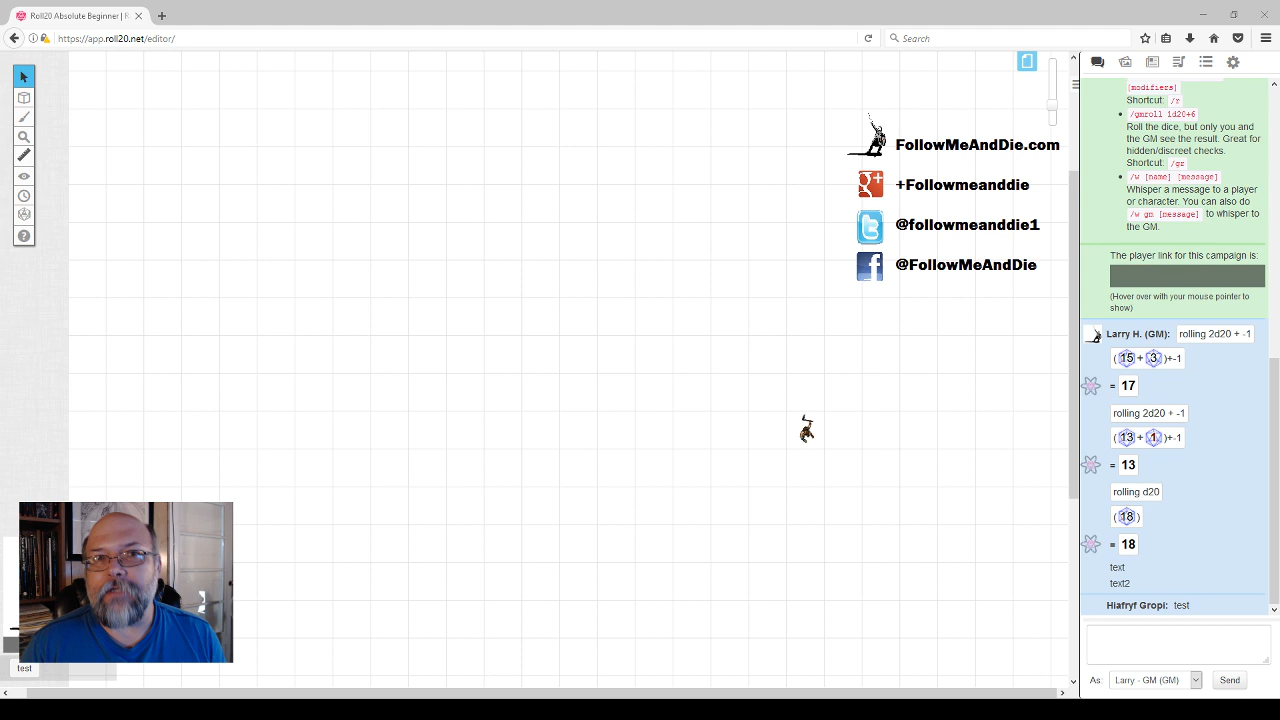 Roll20 Absolute Beginner | R
https://app.roll20.net/editor/
Search
FollowMeAndDie.com
g+
+Followmeanddie
t
@followmeanddie1
f
@FollowMeAndDie
[modifiers]
Shortcut: /r
/gmroll 1d20+6
Roll the dice, but only you and
the GM see the result. Great for
hidden/discreet checks.
Shortcut: /gr
/w [name] [message]
Whisper a message to a player
or character. You can also do
/w gm [message] to whisper to
the GM.
The player link for this campaign is:
(Hover over with your mouse pointer to
show)
Larry H. (GM): rolling 2d20 + -1
(15+3)+-1
= 17
rolling 2d20 + -1
(13+1)+-1
= 13
rolling d20
(18)
= 18
text
text2
Hiafryf Gropi: test
As: Larry - GM (GM) Send
test